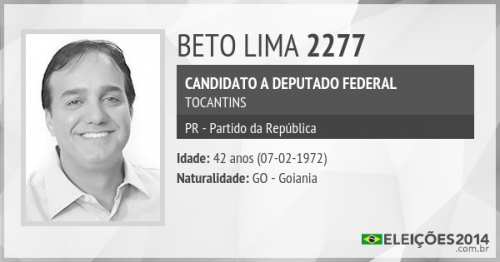 BETO LIMA 2277
CANDIDATO A DEPUTADO FEDERAL
TOCANTINS
PR - Partido da República
Idade: 42 anos (07-02-1972)
Naturalidade: GO - Goiania
ELEIÇÕES2014
.com.br